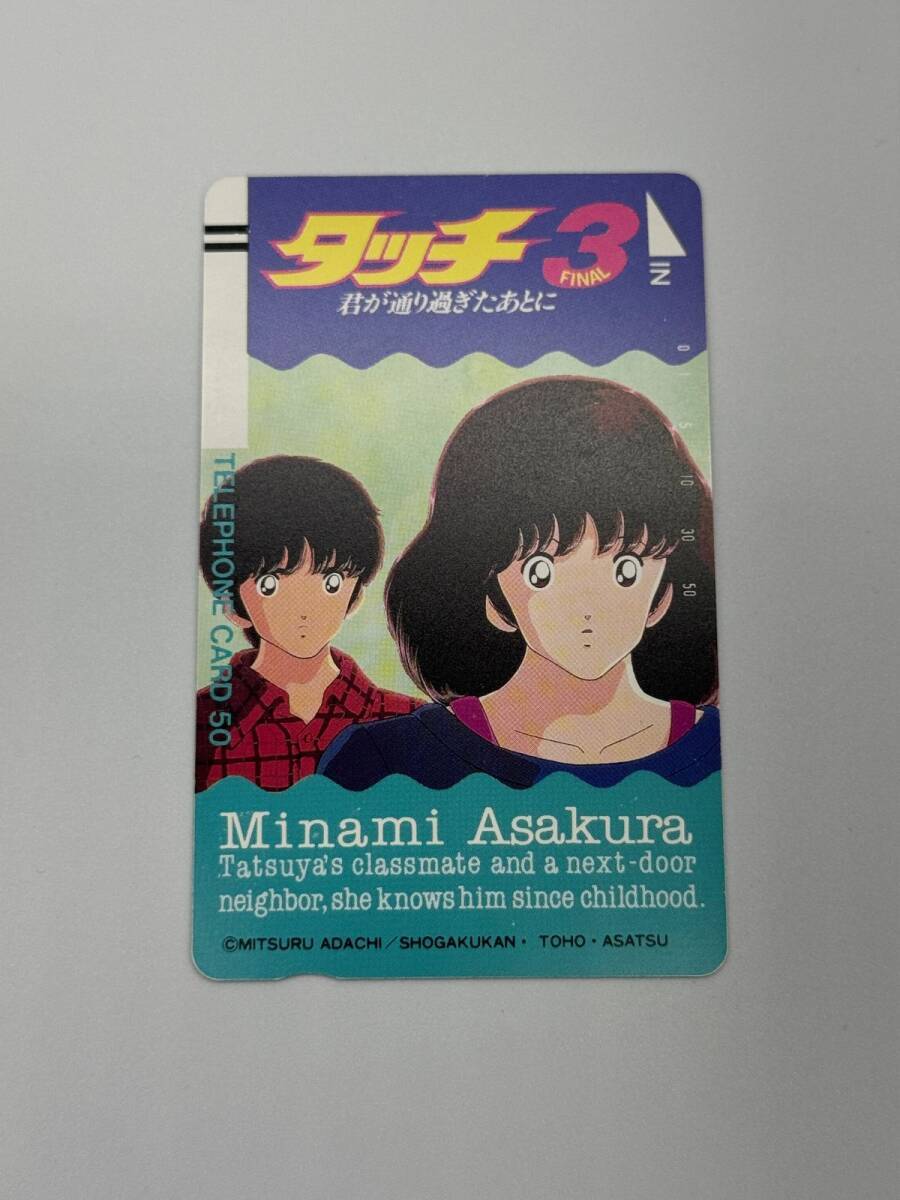 タッチ3
FINAL
君が通り過ぎたあとに
IN
0
1
5
10
30
50
TELEPHONE CARD 50
Minami Asakura
Tatsuya's classmate and a next-door
neighbor, she knows him since childhood.
©MITSURU ADACHI/SHOGAKUKAN・TOHO・ASATSU